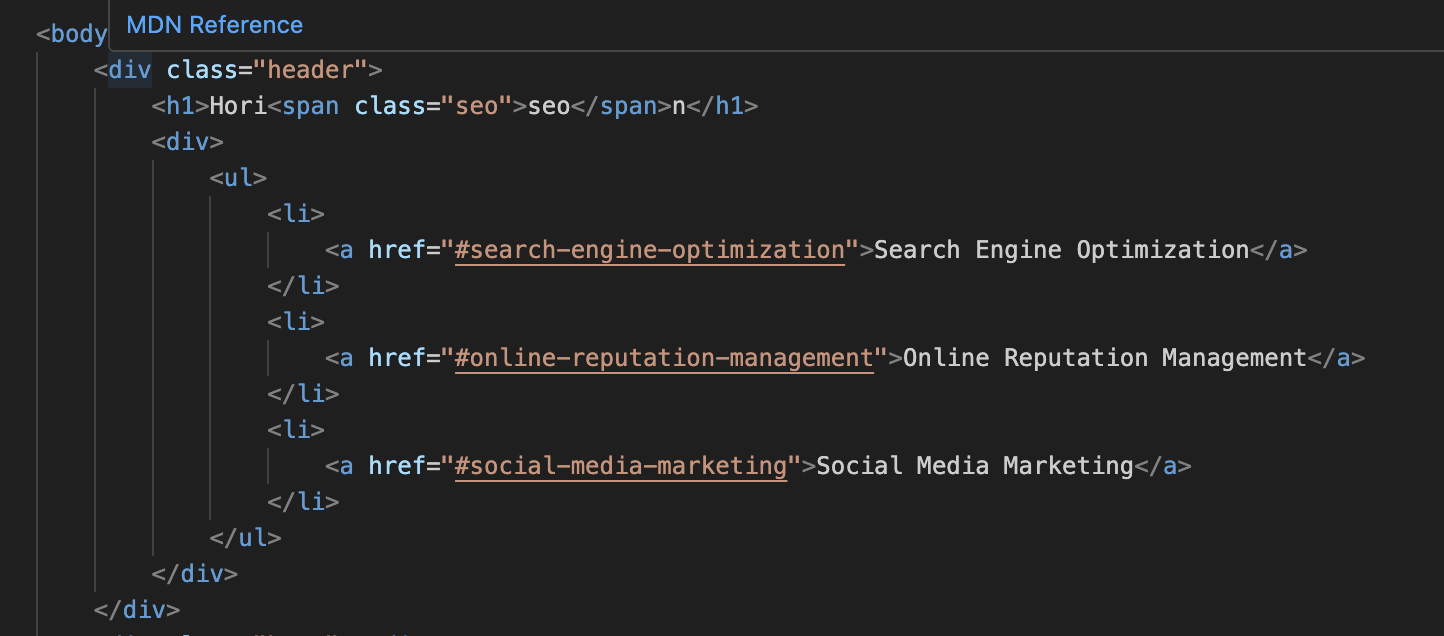 <body
MDN Reference
<div class="header">
<h1>Hori<span class="seo">seo</span>n</h1>
<div>
<ul>
<li>
<a href="#search-engine-optimization">Search Engine Optimization</a>
</li>
<li>
<a href="#online-reputation-management">Online Reputation Management</a>
</li>
<li>
<a href="#social-media-marketing">Social Media Marketing</a>
</li>
</ul>
</div>
</div>